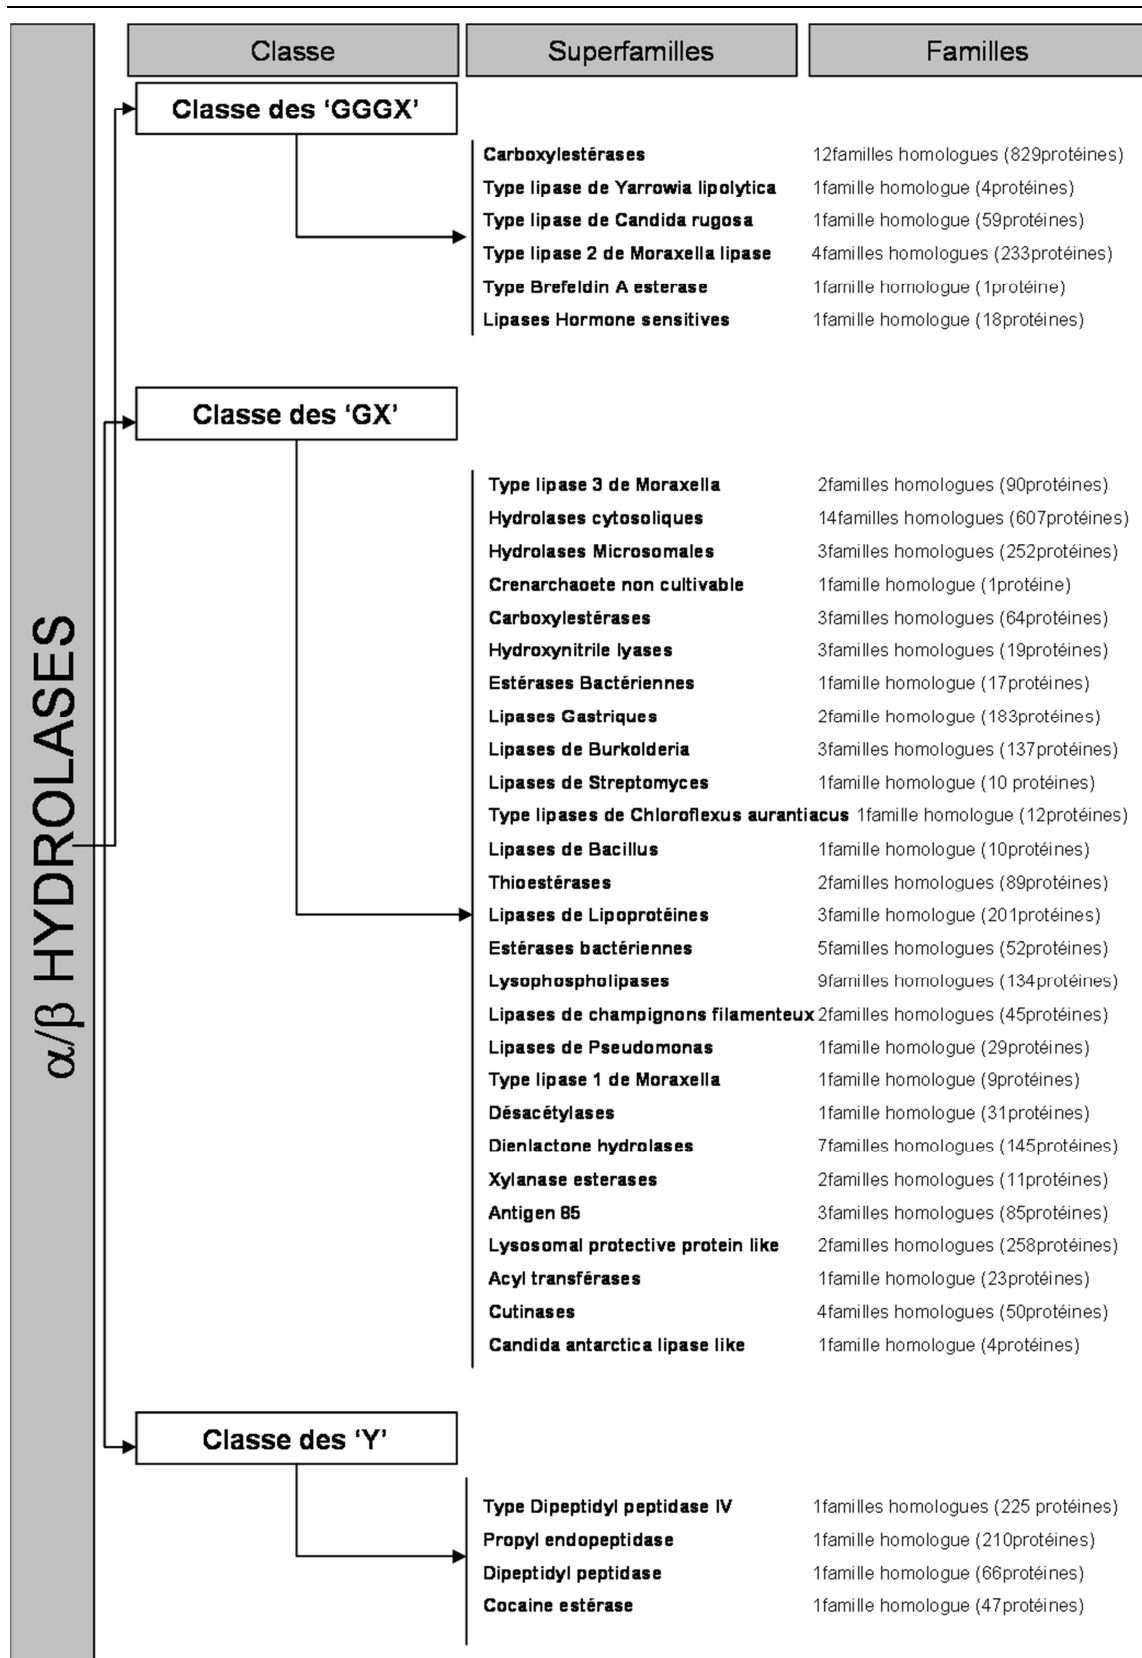 Classe Superfamilles Familles
α/β HYDROLASES
Classe des ‘GGGX’
Carboxylestérases 12familles homologues (829protéines)
Type lipase de Yarrowia lipolytica 1famille homologue (4protéines)
Type lipase de Candida rugosa 1famille homologue (59protéines)
Type lipase 2 de Moraxella lipase 4familles homologues (233protéines)
Type Brefeldin A esterase 1famille homologue (1protéine)
Lipases Hormone sensitives 1famille homologue (18protéines)
Classe des ‘GX’
Type lipase 3 de Moraxella 2familles homologues (90protéines)
Hydrolases cytosoliques 14familles homologues (607protéines)
Hydrolases Microsomales 3familles homologues (252protéines)
Crenarchaoete non cultivable 1famille homologue (1protéine)
Carboxylestérases 3familles homologues (64protéines)
Hydroxynitrile lyases 3familles homologues (19protéines)
Estérases Bactériennes 1famille homologue (17protéines)
Lipases Gastriques 2famille homologue (183protéines)
Lipases de Burkolderia 3familles homologues (137protéines)
Lipases de Streptomyces 1famille homologue (10 protéines)
Type lipases de Chloroflexus aurantiacus 1famille homologue (12protéines)
Lipases de Bacillus 1famille homologue (10protéines)
Thioestérases 2familles homologues (89protéines)
Lipases de Lipoprotéines 3famille homologue (201protéines)
Estérases bactériennes 5familles homologues (52protéines)
Lysophospholipases 9familles homologues (134protéines)
Lipases de champignons filamenteux 2familles homologues (45protéines)
Lipases de Pseudomonas 1famille homologue (29protéines)
Type lipase 1 de Moraxella 1famille homologue (9protéines)
Désacétylases 1famille homologue (31protéines)
Dienlactone hydrolases 7familles homologues (145protéines)
Xylanase esterases 2familles homologues (11protéines)
Antigen 85 3familles homologues (85protéines)
Lysosomal protective protein like 2familles homologues (258protéines)
Acyl transférases 1famille homologue (23protéines)
Cutinases 4familles homologues (50protéines)
Candida antarctica lipase like 1famille homologue (4protéines)
Classe des ‘Y’
Type Dipeptidyl peptidase IV 1familles homologues (225 protéines)
Propyl endopeptidase 1famille homologue (210protéines)
Dipeptidyl peptidase 1famille homologue (66protéines)
Cocaine estérase 1famille homologue (47protéines)